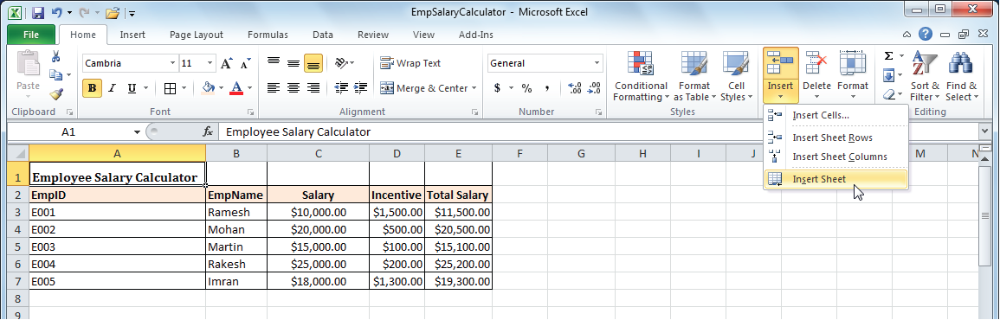 EmpSalaryCalculator - Microsoft Excel
File Home Insert Page Layout Formulas Data Review View Add-Ins
Paste
Clipboard
Cambria 11 A A
B I U A
Font
Wrap Text
Merge & Center
Alignment
General
$ % , .0 .00 .00 .0
Number
Conditional Formatting
Format as Table
Cell Styles
Styles
Insert Delete Format
Σ
Sort & Filter
Find & Select
Editing
Insert Cells...
Insert Sheet Rows
Insert Sheet Columns
Insert Sheet
A1 fx Employee Salary Calculator
A B C D E F G H I J M N
1 Employee Salary Calculator
2 EmpID EmpName Salary Incentive Total Salary
3 E001 Ramesh $10,000.00 $1,500.00 $11,500.00
4 E002 Mohan $20,000.00 $500.00 $20,500.00
5 E003 Martin $15,000.00 $100.00 $15,100.00
6 E004 Rakesh $25,000.00 $200.00 $25,200.00
7 E005 Imran $18,000.00 $1,300.00 $19,300.00
8
9